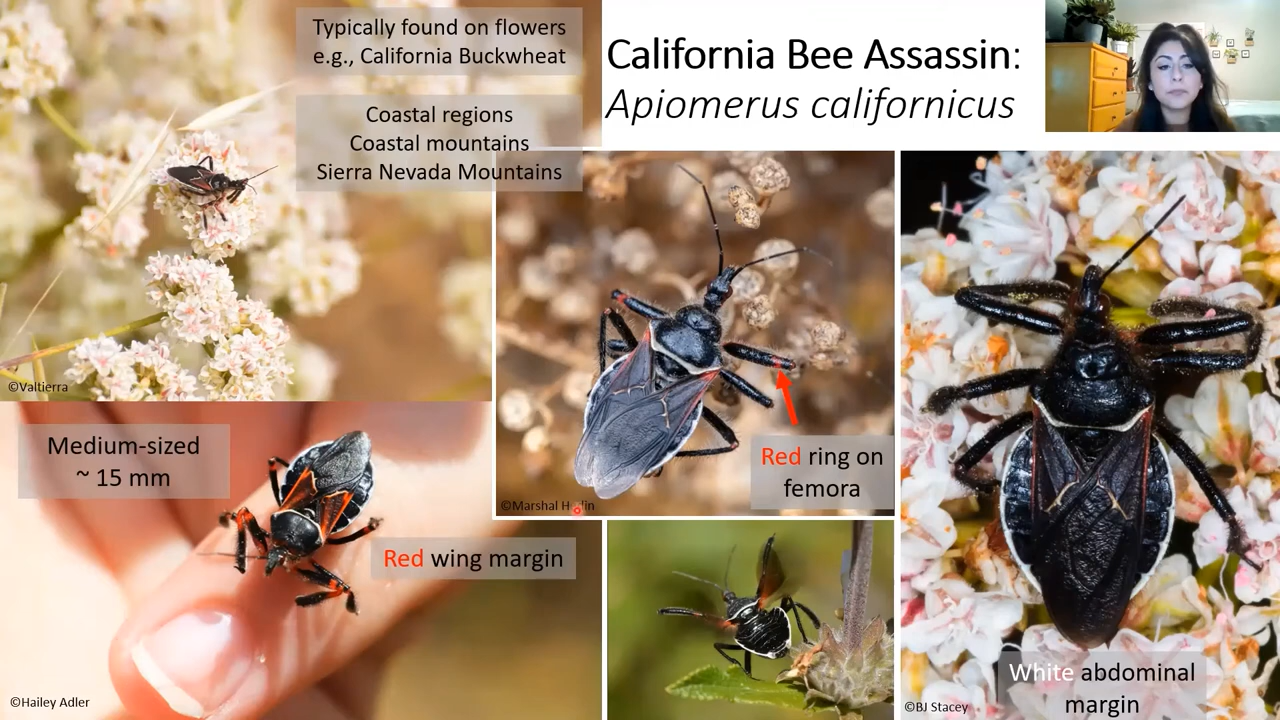 Typically found on flowers
e.g., California Buckwheat
Coastal regions
Coastal mountains
Sierra Nevada Mountains
California Bee Assassin:
Apiomerus californicus
©Valtierra
Medium-sized
~ 15 mm
Red wing margin
©Hailey Adler
©Marshal
Red ring on
femora
White abdominal
margin
©BJ Stacey